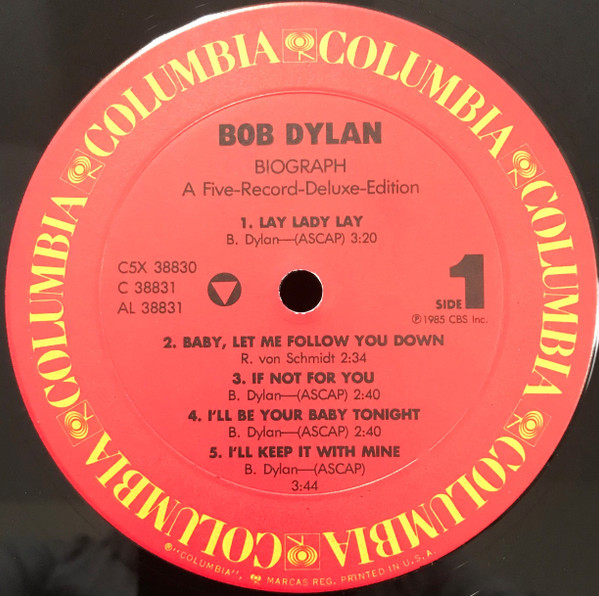 COLUMBIA COLUMBIA COLUMBIA COLUMBIA COLUMBIA COLUMBIA COLUMBIA COLUMBIA
BOB DYLAN
BIOGRAPH
A Five-Record-Deluxe-Edition
1. LAY LADY LAY
B. Dylan—(ASCAP) 3:20
C5X 38830
C 38831
AL 38831
SIDE 1
℗1985 CBS Inc.
2. BABY, LET ME FOLLOW YOU DOWN
R. von Schmidt 2:34
3. IF NOT FOR YOU
B. Dylan—(ASCAP) 2:40
4. I'LL BE YOUR BABY TONIGHT
B. Dylan—(ASCAP) 2:40
5. I'LL KEEP IT WITH MINE
B. Dylan—(ASCAP)
3:44
®"COLUMBIA", MARCAS REG. PRINTED IN U.S.A.